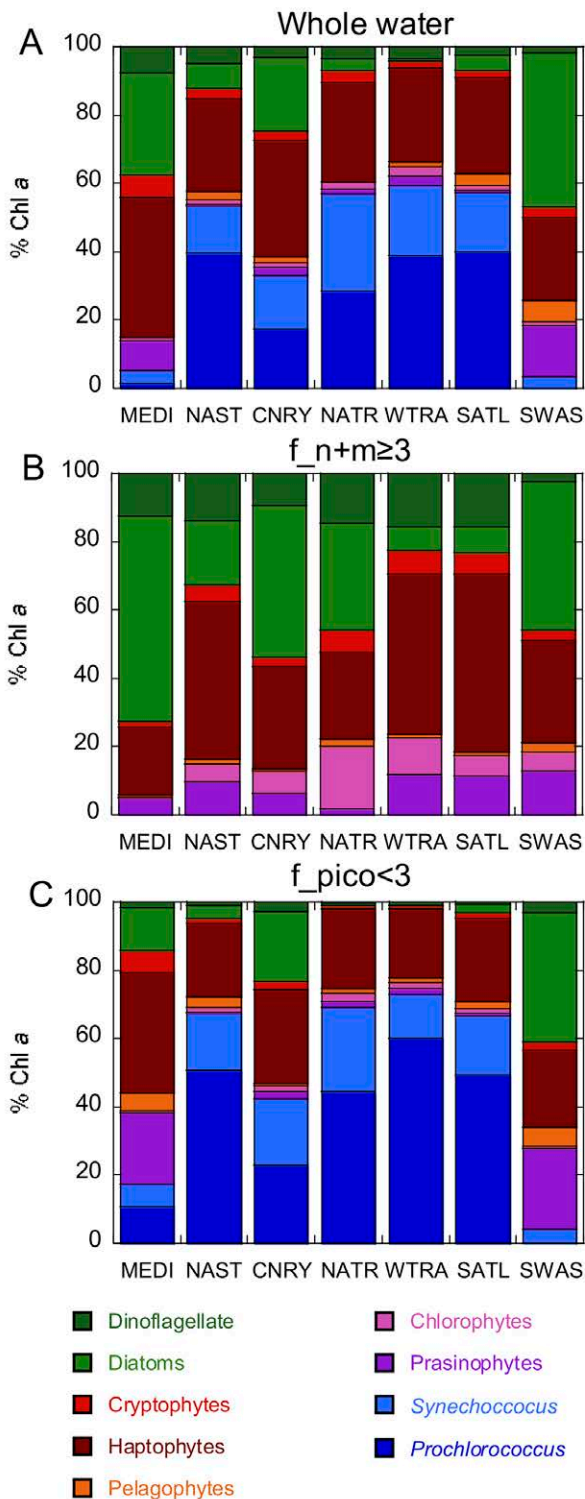 A
Whole water
% Chl a
100
80
60
40
20
0
MEDI NAST CNRY NATR WTRA SATL SWAS
B
f_n+m≥3
% Chl a
100
80
60
40
20
0
MEDI NAST CNRY NATR WTRA SATL SWAS
C
f_pico<3
% Chl a
100
80
60
40
20
0
MEDI NAST CNRY NATR WTRA SATL SWAS
Dinoflagellate
Diatoms
Cryptophytes
Haptophytes
Pelagophytes
Chlorophytes
Prasinophytes
Synechoccocus
Prochlorococcus